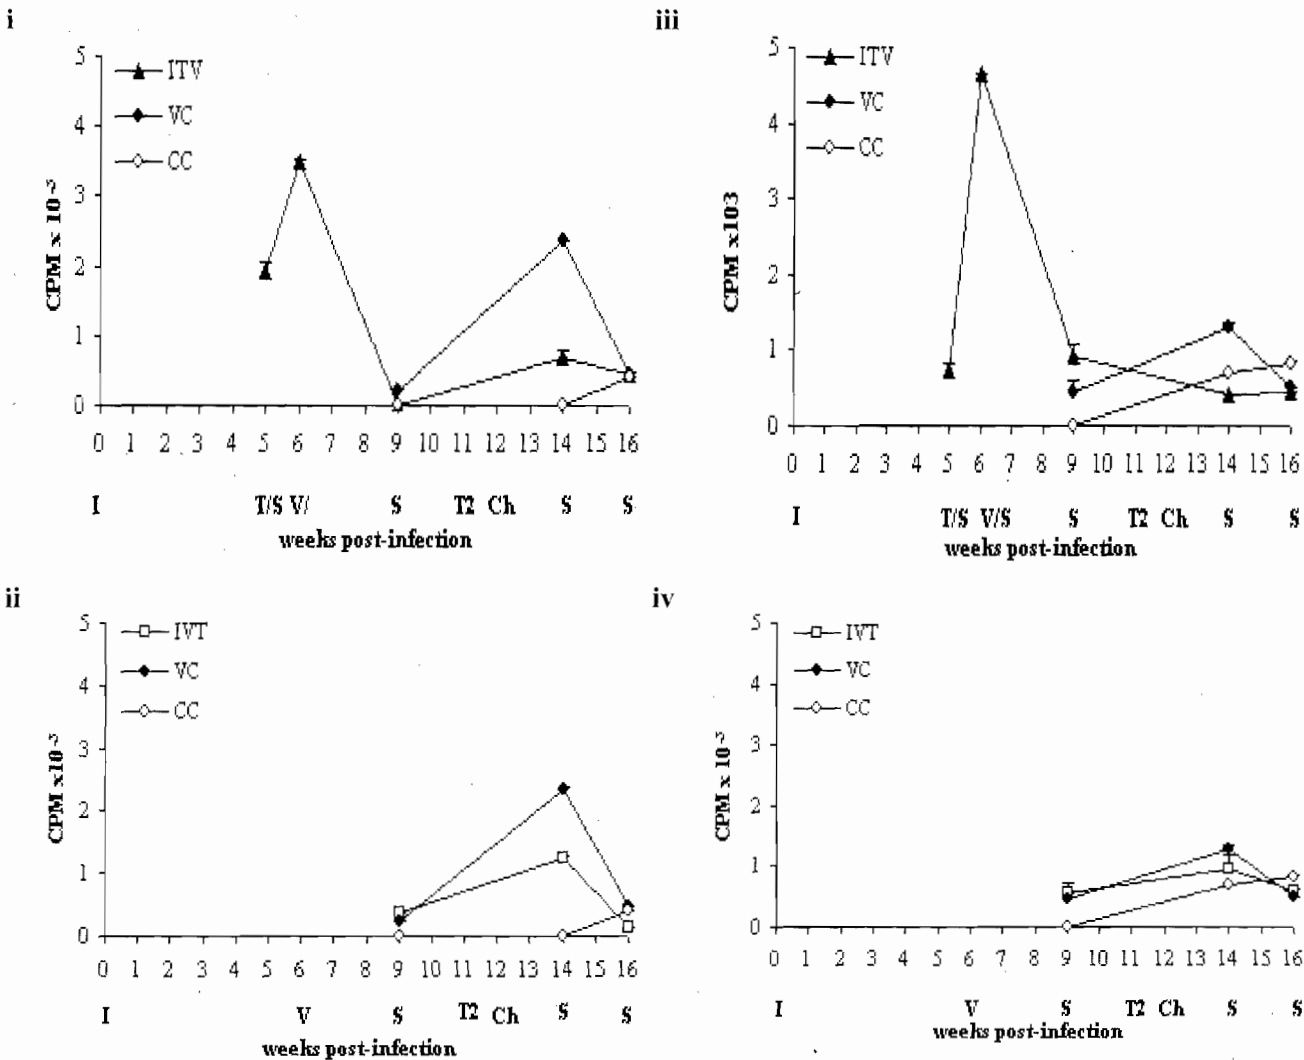 i
5
4
3
2
1
0
CPM x 10⁻³
ITV
VC
CC
0 1 2 3 4 5 6 7 8 9 10 11 12 13 14 15 16
I T/S V/ S T2 Ch S S
weeks post-infection
iii
5
4
3
2
1
0
CPM x103
ITV
VC
CC
0 1 2 3 4 5 6 7 8 9 10 11 12 13 14 15 16
I T/S V/S S T2 Ch S S
weeks post-infection
ii
5
4
3
2
1
0
CPM x10⁻³
IVT
VC
CC
0 1 2 3 4 5 6 7 8 9 10 11 12 13 14 15 16
I V S T2 Ch S S
weeks post-infection
iv
5
4
3
2
1
0
CPM x 10⁻³
IVT
VC
CC
0 1 2 3 4 5 6 7 8 9 10 11 12 13 14 15 16
I V S T2 Ch S S
weeks post-infection